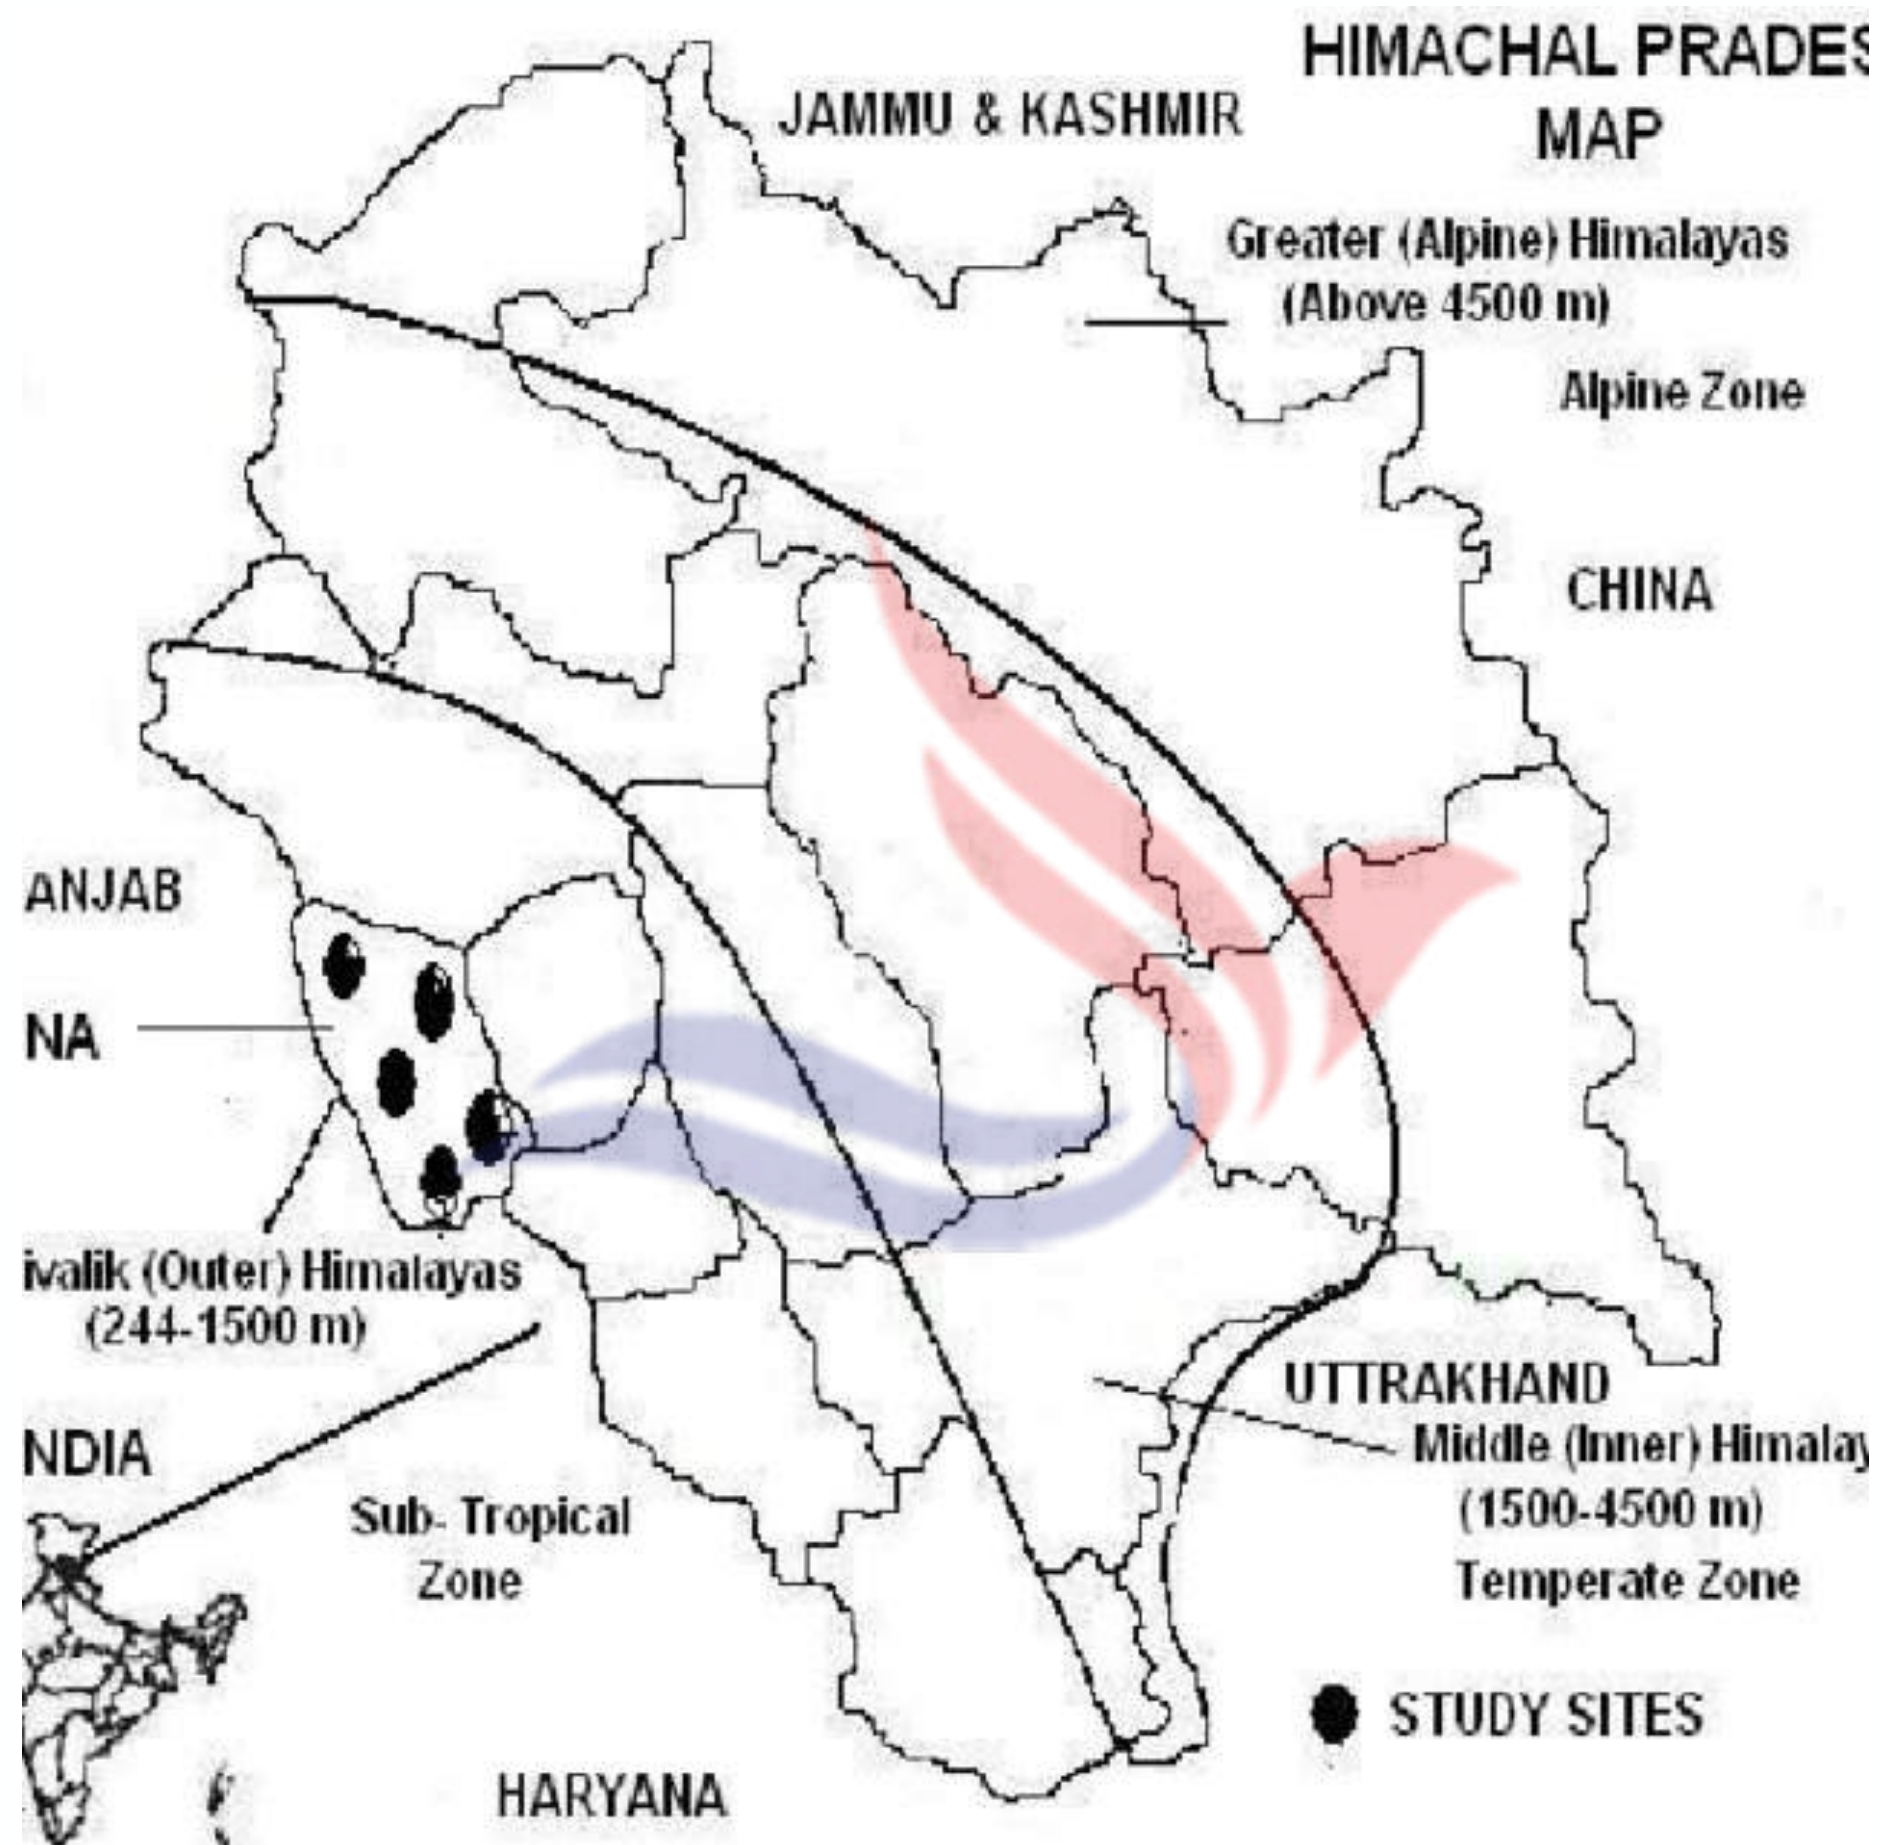 HIMACHAL PRADES
MAP
JAMMU & KASHMIR
Greater (Alpine) Himalayas
(Above 4500 m)
Alpine Zone
CHINA
ANJAB
NA
ivalik (Outer) Himalayas
(244-1500 m)
NDIA
Sub-Tropical
Zone
UTTRAKHAND
Middle (Inner) Himalay
(1500-4500 m)
Temperate Zone
STUDY SITES
HARYANA